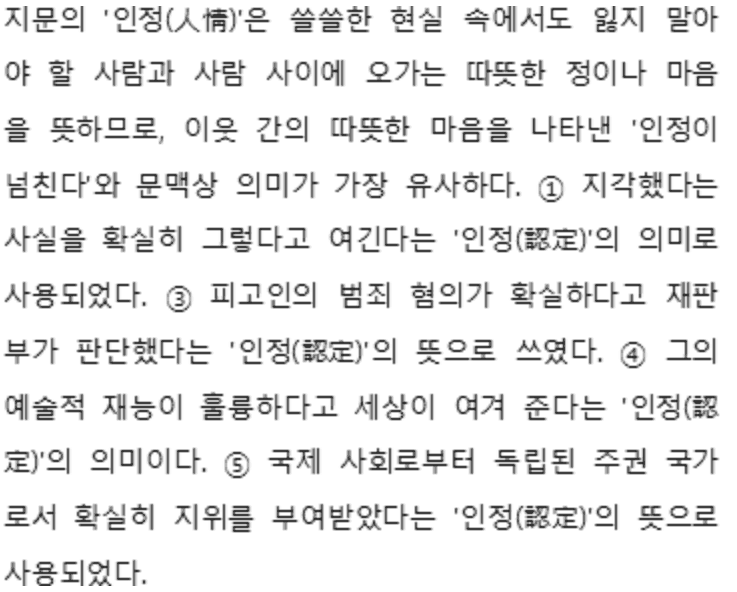 지문의 '인정(人情)'은 쓸쓸한 현실 속에서도 잃지 말아
야 할 사람과 사람 사이에 오가는 따뜻한 정이나 마음
을 뜻하므로, 이웃 간의 따뜻한 마음을 나타낸 '인정이
넘친다'와 문맥상 의미가 가장 유사하다. ① 지각했다는
사실을 확실히 그렇다고 여긴다는 '인정(認定)'의 의미로
사용되었다. ③ 피고인의 범죄 혐의가 확실하다고 재판
부가 판단했다는 '인정(認定)'의 뜻으로 쓰였다. ④ 그의
예술적 재능이 훌륭하다고 세상이 여겨 준다는 '인정(認
定)'의 의미이다. ⑤ 국제 사회로부터 독립된 주권 국가
로서 확실히 지위를 부여받았다는 '인정(認定)'의 뜻으로
사용되었다.